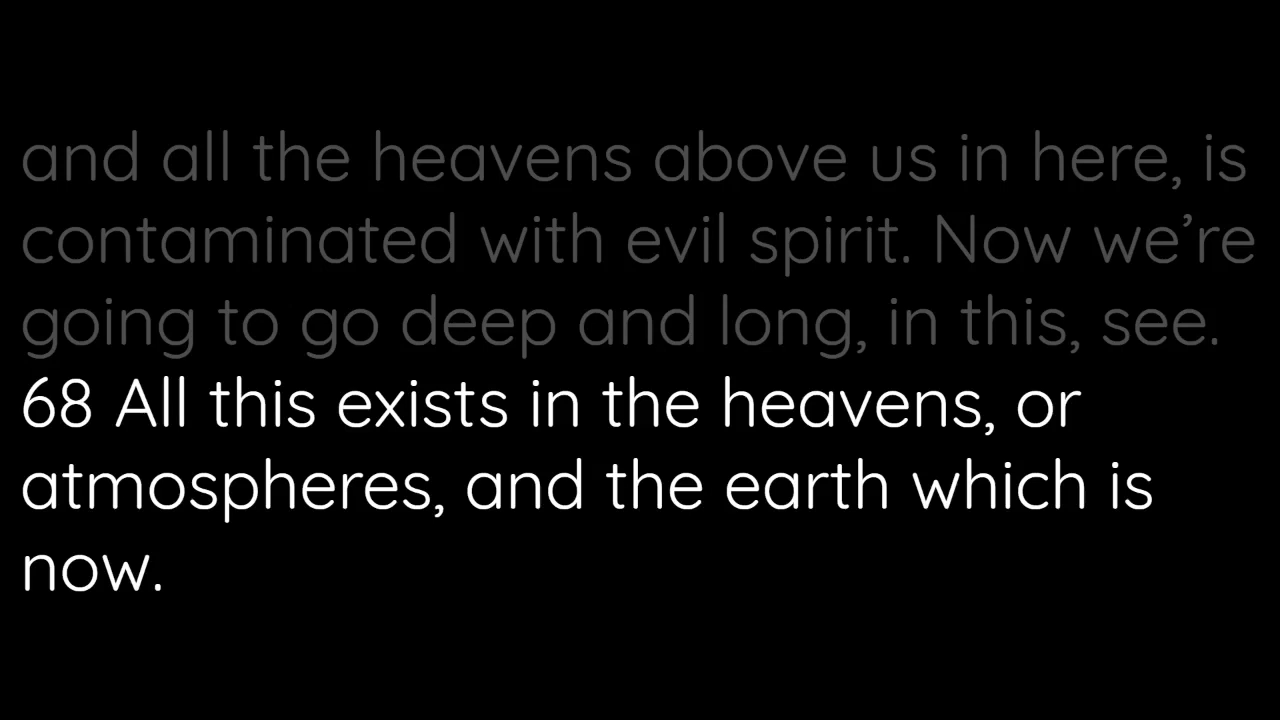 and all the heavens above us in here, is
contaminated with evil spirit. Now we’re
going to go deep and long, in this, see.
68 All this exists in the heavens, or
atmospheres, and the earth which is
now.